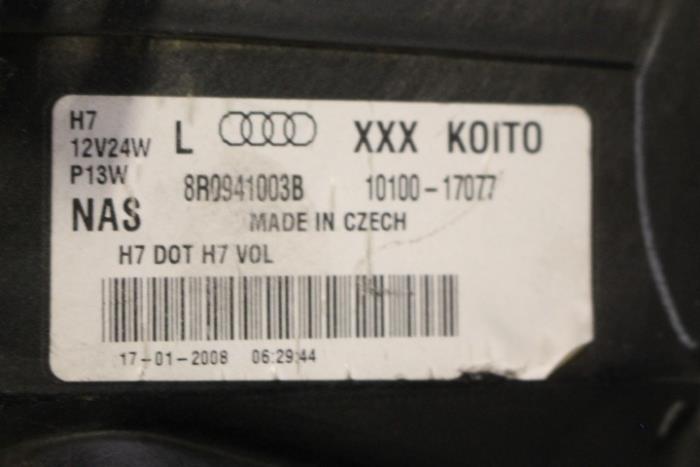 H7
12V24W
P13W
NAS
L XXX KOITO
8R0941003B 10100-17077
MADE IN CZECH
H7 DOT H7 VOL
17-01-2008 06:29:44